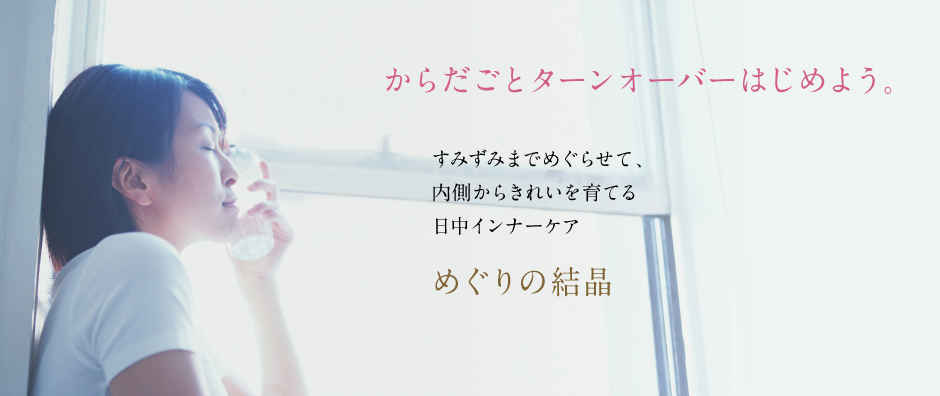 からだごとターンオーバーはじめよう。
すみずみまでめぐらせて、
内側からきれいを育てる
日中インナーケア
めぐりの結晶